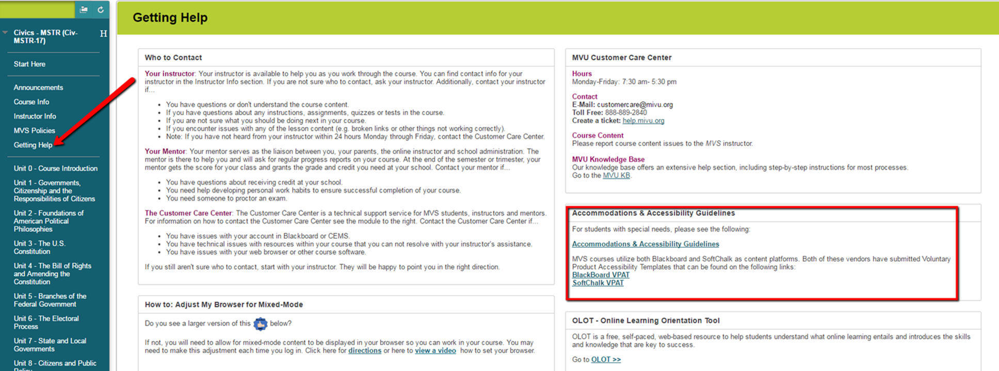 Civics - MSTR (Civ-
MSTR-17)
H
Start Here
Announcements
Course Info
Instructor Info
MVS Policies
Getting Help
Unit 0 - Course Introduction
Unit 1 - Governments,
Citizenship and the
Responsibilities of Citizens
Unit 2 - Foundations of
American Political
Philosophies
Unit 3 - The U.S.
Constitution
Unit 4 - The Bill of Rights
and Amending the
Constitution
Unit 5 - Branches of the
Federal Government
Unit 6 - The Electoral
Process
Unit 7 - State and Local
Governments
Unit 8 - Citizens and Public
Policy
Getting Help
Who to Contact
Your instructor: Your instructor is available to help you as you work through the course. You can find contact info for your
instructor in the Instructor Info section. If you are not sure who to contact, ask your instructor. Additionally, contact your instructor
if...
• You have questions or don't understand the course content.
• If you have questions about any instructions, assignments, quizzes or tests in the course.
• If you are not sure what you should be doing next in your course.
• If you encounter issues with any of the lesson content (e.g. broken links or other things not working correctly).
• Note: If you have not heard from your instructor within 24 hours Monday through Friday, contact the Customer Care Center.
Your Mentor: Your mentor serves as the liaison between you, your parents, the online instructor and school administration. The
mentor is there to help you and will ask for regular progress reports on your course. At the end of the semester or trimester, your
mentor gets the score for your class and grants the grade and credit you need at your school. Contact your mentor if...
• You have questions about receiving credit at your school.
• You need help developing personal work habits to ensure successful completion of your course.
• You need someone to proctor an exam.
The Customer Care Center: The Customer Care Center is a technical support service for MVS students, instructors and mentors.
For information on how to contact the Customer Care Center see the module to the right. Contact the Customer Care Center if...
• You have issues with your account in Blackboard or CEMS.
• You have technical issues with resources within your course that you can not resolve with your instructor's assistance.
• You have issues with your web browser or other course software.
If you still aren't sure who to contact, start with your instructor. They will be happy to point you in the right direction.
How to: Adjust My Browser for Mixed-Mode
Do you see a larger version of this below?
If not, you will need to allow for mixed-mode content to be displayed in your browser so you can work in your course. You may
need to make this adjustment each time you log in. Click here for directions or here to view a video how to set your browser.
MVU Customer Care Center
Hours
Monday-Friday: 7:30 am- 5:30 pm
Contact
E-Mail: customercare@mivu.org
Toll Free: 888-889-2840
Create a ticket: help.mivu.org
Course Content
Please report course content issues to the MVS instructor.
MVU Knowledge Base
Our knowledge base offers an extensive help section, including step-by-step instructions for most processes.
Go to the MVU KB.
Accommodations & Accessibility Guidelines
For students with special needs, please see the following:
Accommodations & Accessibility Guidelines
MVS courses utilize both Blackboard and SoftChalk as content platforms. Both of these vendors have submitted Voluntary
Product Accessibility Templates that can be found on the following links:
BlackBoard VPAT
SoftChalk VPAT
OLOT - Online Learning Orientation Tool
OLOT is a free, self-paced, web-based resource to help students understand what online learning entails and introduces the skills
and knowledge that are key to success.
Go to OLOT >>